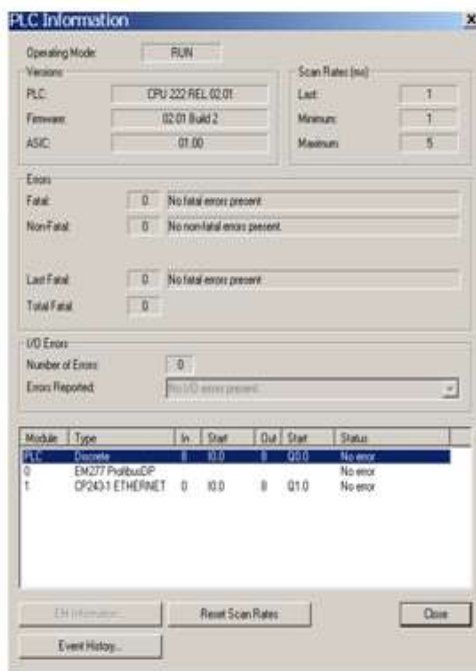 PLC Information
Operating Mode: RUN
Versions
PLC: CPU 222 REL 02.01
Firmware: 02.01 Build 2
ASIC: 01.00
Scan Rates (ms)
Last: 1
Minimum: 1
Maximum: 5
Errors
Fatal: 0 No fatal errors present.
Non-Fatal: 0 No non-fatal errors present.
Last Fatal: 0 No fatal errors present.
Total Fatal: 0
I/O Errors
Number of Errors: 0
Errors Reported: No I/O errors present.
Module Type In Start Out Start Status
PLC Discrete 8 I0.0 8 Q0.0 No error
0 EM277 ProfibusDP No error
1 CP243-1 ETHERNET 0 I0.0 8 Q1.0 No error
EM Information...
Reset Scan Rates
Close
Event History...